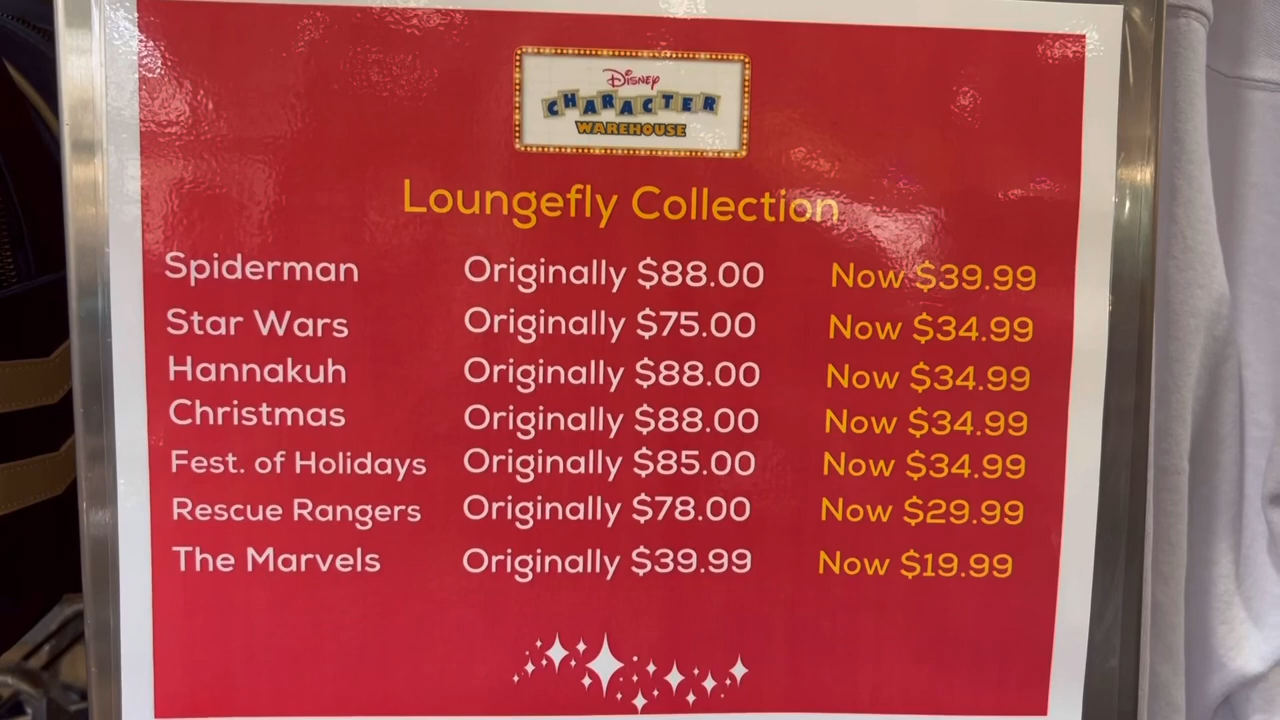 Disney
CHARACTER
WAREHOUSE
Loungefly Collection
Spiderman Originally $88.00 Now $39.99
Star Wars Originally $75.00 Now $34.99
Hannakuh Originally $88.00 Now $34.99
Christmas Originally $88.00 Now $34.99
Fest. of Holidays Originally $85.00 Now $34.99
Rescue Rangers Originally $78.00 Now $29.99
The Marvels Originally $39.99 Now $19.99